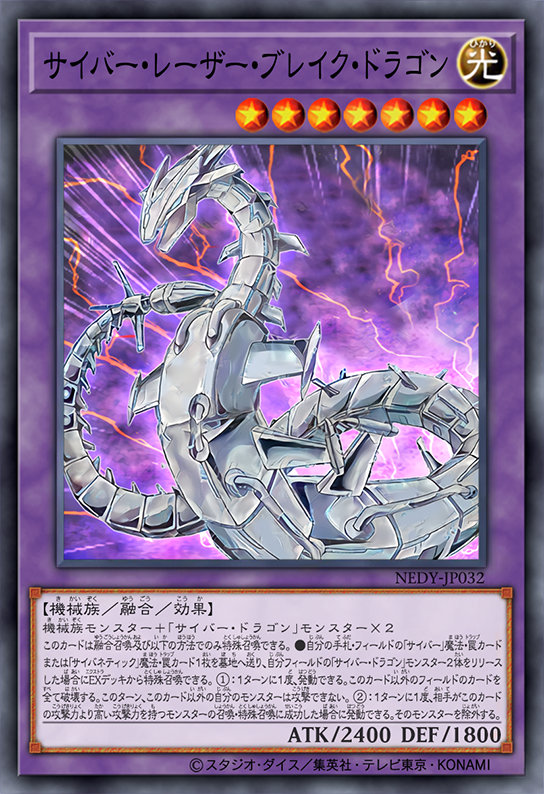 サイバー・レーザー・ブレイク・ドラゴン
光
NEDY-JP032
【機械族／融合／効果】
機械族モンスター＋「サイバー・ドラゴン」モンスター×２
このカードは融合召喚及び以下の方法でのみ特殊召喚できる。●自分の手札・フィールドの「サイバー」魔法・罠カード
または「サイバネティック」魔法・罠カード１枚を墓地へ送り、自分フィールドの「サイバー・ドラゴン」モンスター２体をリリース
した場合にEXデッキから特殊召喚できる。①：１ターンに１度、発動できる。このカード以外のフィールドのカードを
全て破壊する。このターン、このカード以外の自分のモンスターは攻撃できない。②：１ターンに１度、相手がこのカード
の攻撃力より高い攻撃力を持つモンスターの召喚・特殊召喚に成功した場合に発動できる。そのモンスターを除外する。
ATK/2400 DEF/1800
©スタジオ・ダイス／集英社・テレビ東京・KONAMI